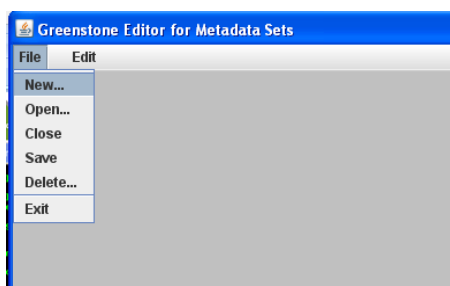 Greenstone Editor for Metadata Sets
File Edit
New...
Open...
Close
Save
Delete...
Exit